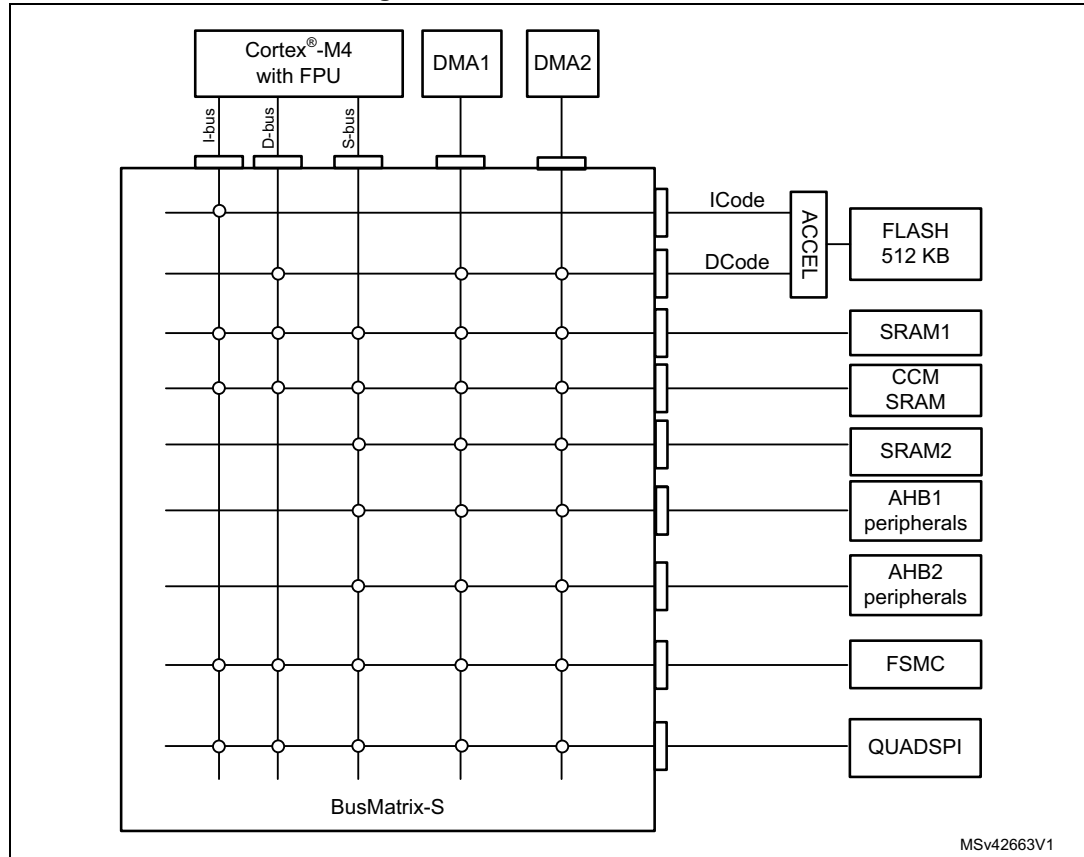 Cortex®-M4
with FPU
DMA1
DMA2
I-bus
D-bus
S-bus
ICode
DCode
ACCEL
FLASH
512 KB
SRAM1
CCM
SRAM
SRAM2
AHB1
peripherals
AHB2
peripherals
FSMC
QUADSPI
BusMatrix-S
MSv42663V1